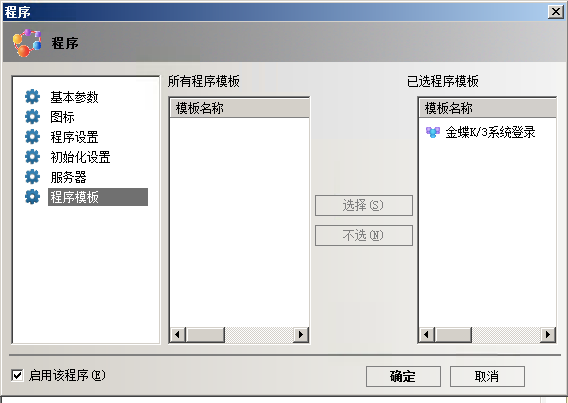 程序
程序
基本参数
图标
程序设置
初始化设置
服务器
程序模板
所有程序模板
模板名称
选择(S)
不选(N)
已选程序模板
模板名称
金蝶K/3系统登录
启用该程序(E)
确定
取消